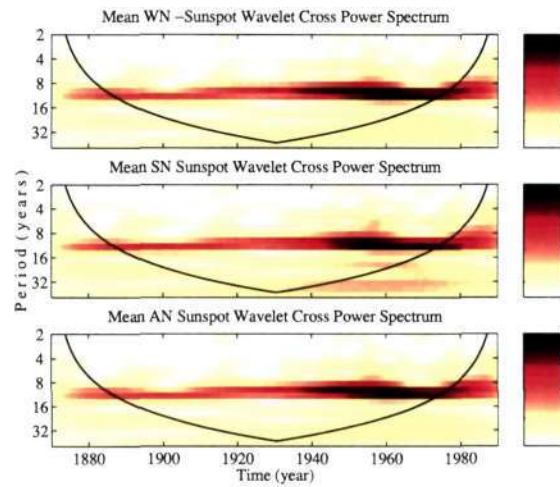 Mean WN –Sunspot Wavelet Cross Power Spectrum
2
4
8
16
32
Mean SN Sunspot Wavelet Cross Power Spectrum
2
4
8
16
32
Period (years)
Mean AN Sunspot Wavelet Cross Power Spectrum
2
4
8
16
32
1880 1900 1920 1940 1960 1980
Time (year)